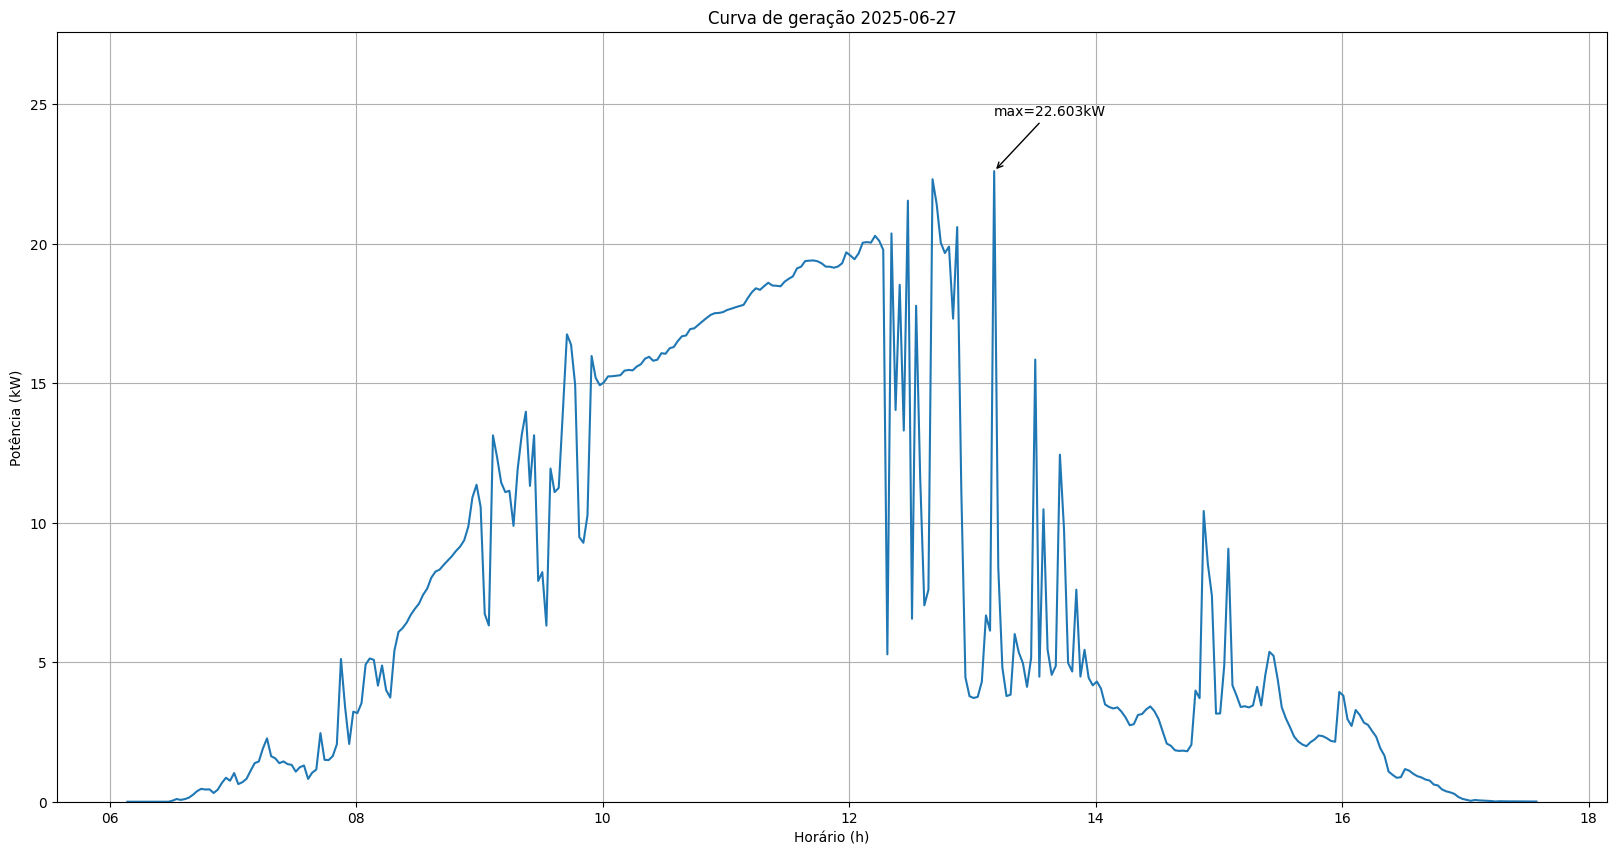 Curva de geração 2025-06-27
max=22.603kW
Potência (kW)
25
20
15
10
5
0
06 08 10 12 14 16 18
Horário (h)